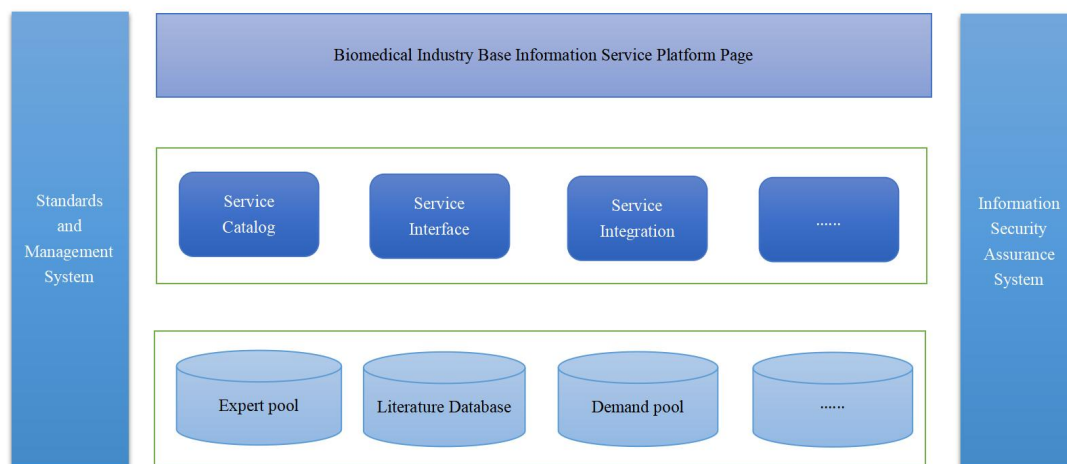 Biomedical Industry Base Information Service Platform Page
Standards
and
Management
System
Service
Catalog
Service
Interface
Service
Integration
......
Information
Security
Assurance
System
Expert pool
Literature Database
Demand pool
......